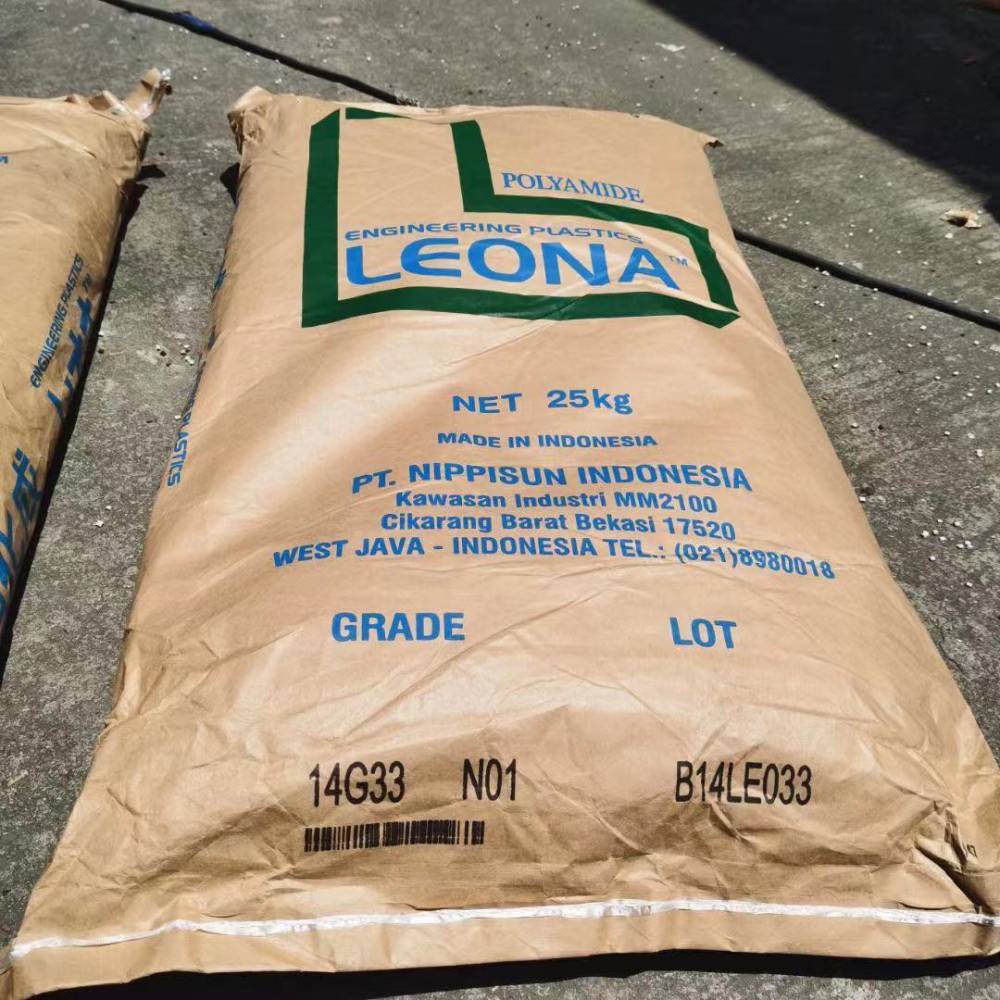 POLYAMIDE
ENGINEERING PLASTICS
LEONA™
NET 25kg
MADE IN INDONESIA
PT. NIPPISUN INDONESIA
Kawasan Industri MM2100
Cikarang Barat Bekasi 17520
WEST JAVA - INDONESIA TEL.: (021)8980018
GRADE LOT
14G33 N01 B14LE033
ENGINEERING PLASTICS
PLASTICS